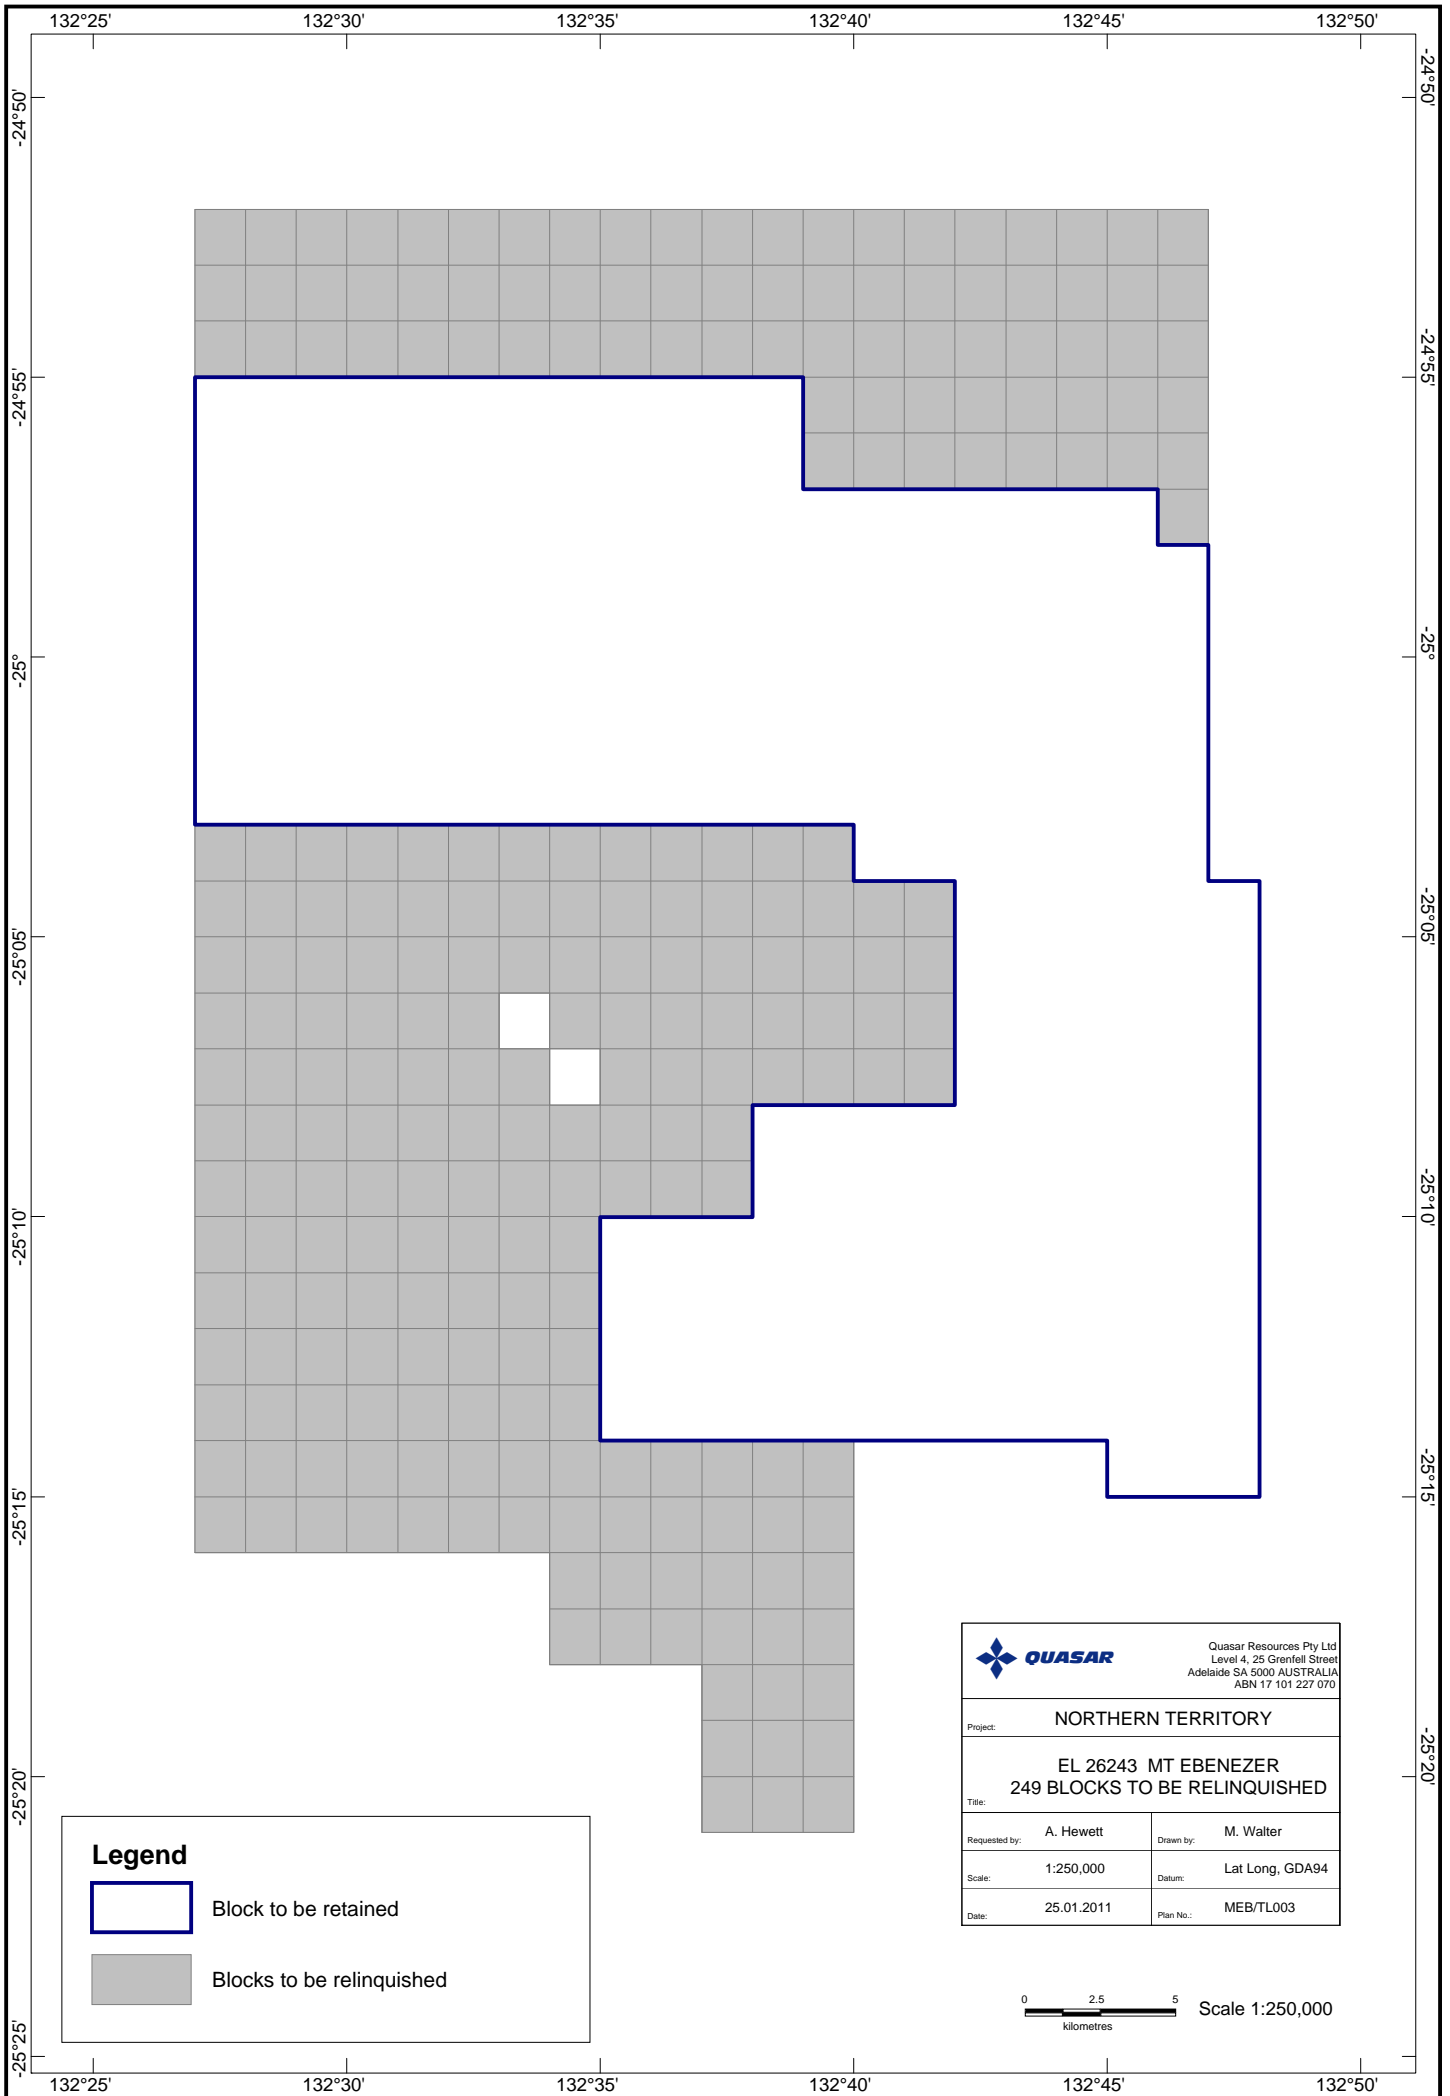 132°25' 132°30' 132°35' 132°40' 132°45' 132°50'
-24°50' -24°50'
-24°55' -24°55'
-25° -25°
-25°05' -25°05'
-25°10' -25°10'
-25°15' -25°15'
-25°20' -25°20'
-25°25'
QUASAR
Quasar Resources Pty Ltd
Level 4, 25 Grenfell Street
Adelaide SA 5000 AUSTRALIA
ABN 17 101 227 070
Project: NORTHERN TERRITORY
EL 26243 MT EBENEZER
249 BLOCKS TO BE RELINQUISHED
Title:
Requested by: A. Hewett Drawn by: M. Walter
Scale: 1:250,000 Datum: Lat Long, GDA94
Date: 25.01.2011 Plan No.: MEB/TL003
Legend
Block to be retained
Blocks to be relinquished
0 2.5 5
kilometres
Scale 1:250,000
132°25' 132°30' 132°35' 132°40' 132°45' 132°50'